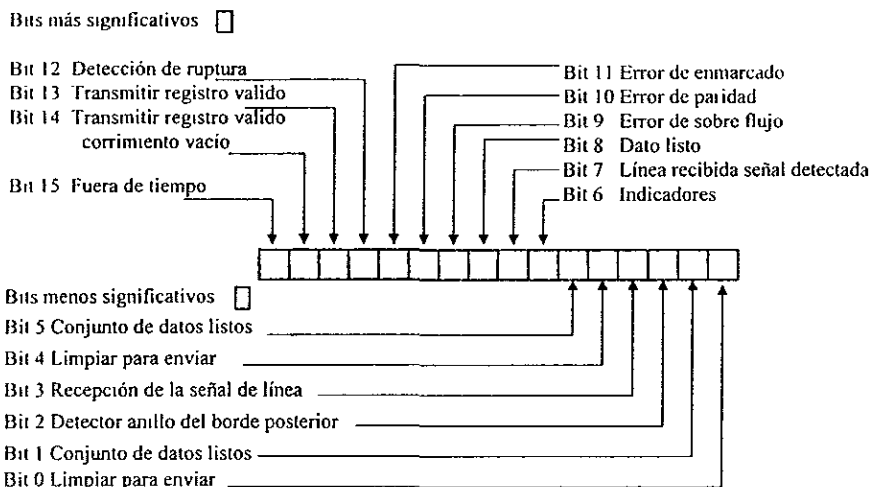 Bits más significativos
Bit 12 Detección de ruptura
Bit 13 Transmitir registro valido
Bit 14 Transmitir registro valido
corrimiento vacío
Bit 15 Fuera de tiempo
Bit 11 Error de enmarcado
Bit 10 Error de paridad
Bit 9 Error de sobre flujo
Bit 8 Dato listo
Bit 7 Línea recibida señal detectada
Bit 6 Indicadores
Bits menos significativos
Bit 5 Conjunto de datos listos
Bit 4 Limpiar para enviar
Bit 3 Recepción de la señal de línea
Bit 2 Detector anillo del borde posterior
Bit 1 Conjunto de datos listos
Bit 0 Limpiar para enviar